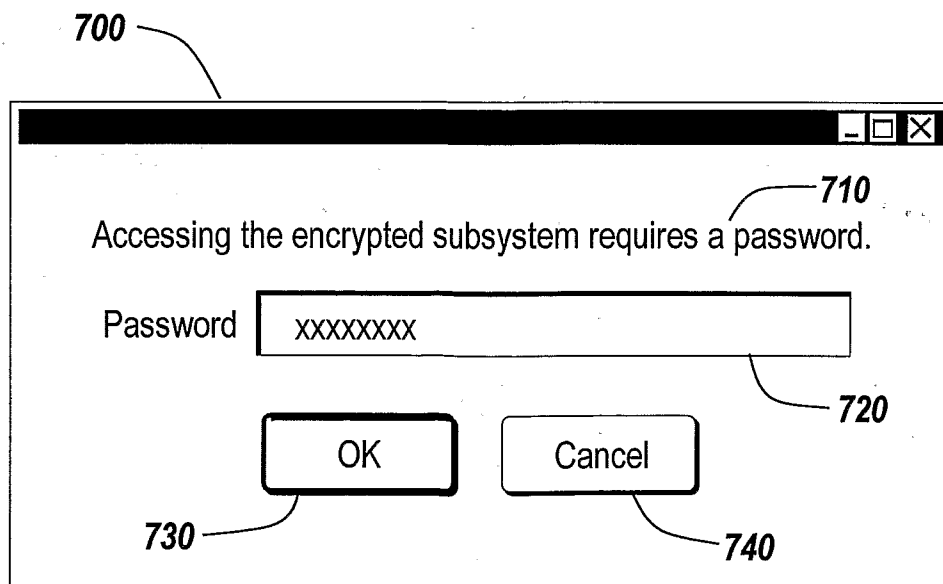 700
710
Accessing the encrypted subsystem requires a password.
Password xxxxxxxx
720
OK Cancel
730 740